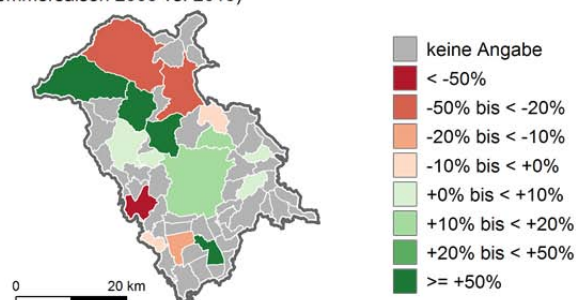 keine Angabe
< -50%
-50% bis < -20%
-20% bis < -10%
-10% bis < +0%
+0% bis < +10%
+10% bis < +20%
+20% bis < +50%
>= +50%
0 20 km